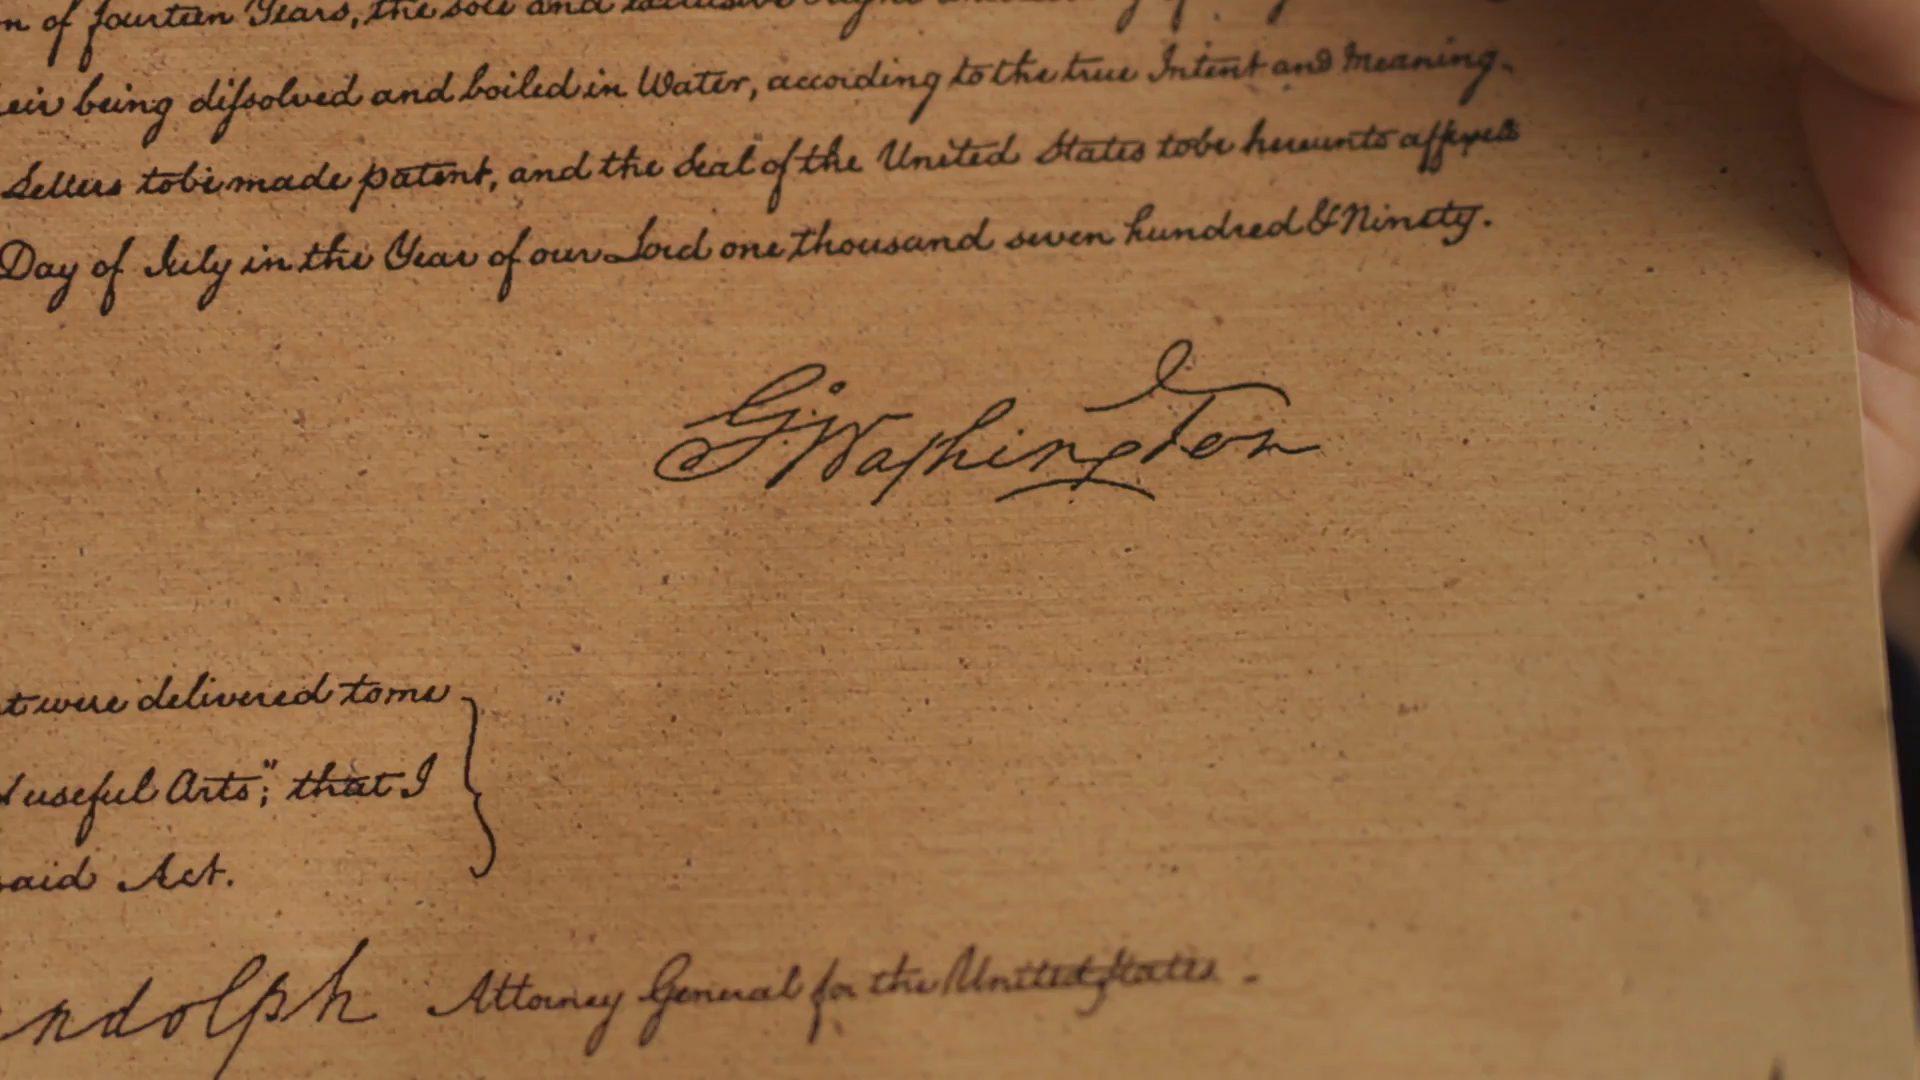 n of fourteen Years, the sole and exclusive Right and
eir being dissolved and boiled in Water, according to the true Intent and Meaning
Letters to be made patent, and the Seal of the United States to be hereunto affixed
Day of July in the Year of our Lord one thousand seven hundred & Ninety.
G. Washington
t were delivered to me
d useful Arts"; that I
said Act.
ndolph Attorney General for the United States.